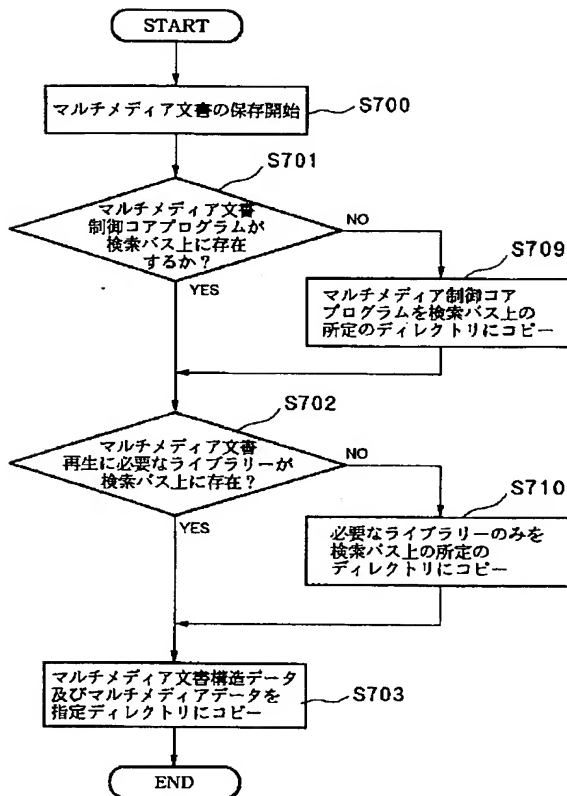 START
マルチメディア文書の保存開始
S700
S701
マルチメディア文書
制御コアプログラムが
検索バス上に存在
するか？
NO
YES
S709
マルチメディア制御コア
プログラムを検索バス上の
所定のディレクトリにコピー
S702
マルチメディア文書
再生に必要なライブラリーが
検索パス上に存在？
NO
YES
S710
必要なライブラリーのみを
検索パス上の所定の
ディレクトリにコピー
マルチメディア文書構造データ
及びマルチメディアデータを
指定ディレクトリにコピー
S703
END